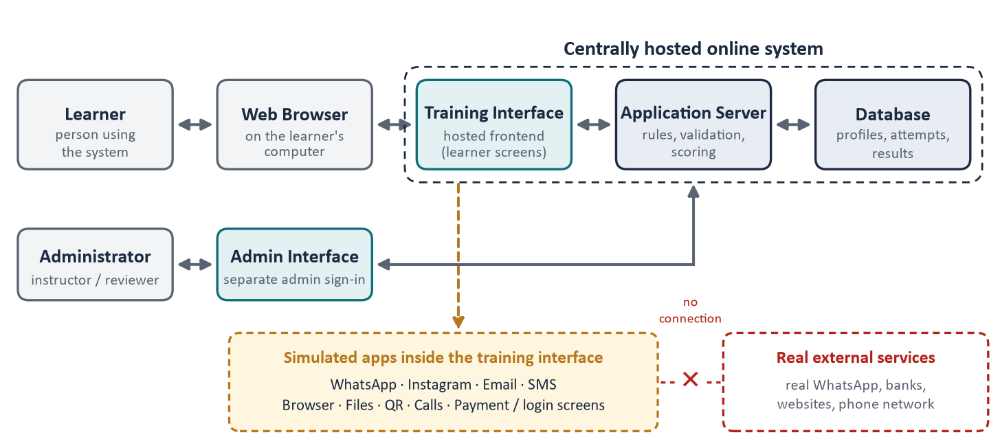 Centrally hosted online system
Learner
person using
the system
Web Browser
on the learner's
computer
Training Interface
hosted frontend
(learner screens)
Application Server
rules, validation,
scoring
Database
profiles, attempts,
results
Administrator
instructor / reviewer
Admin Interface
separate admin sign-in
no
connection
Simulated apps inside the training interface
WhatsApp · Instagram · Email · SMS
Browser · Files · QR · Calls · Payment / login screens
Real external services
real WhatsApp, banks,
websites, phone network